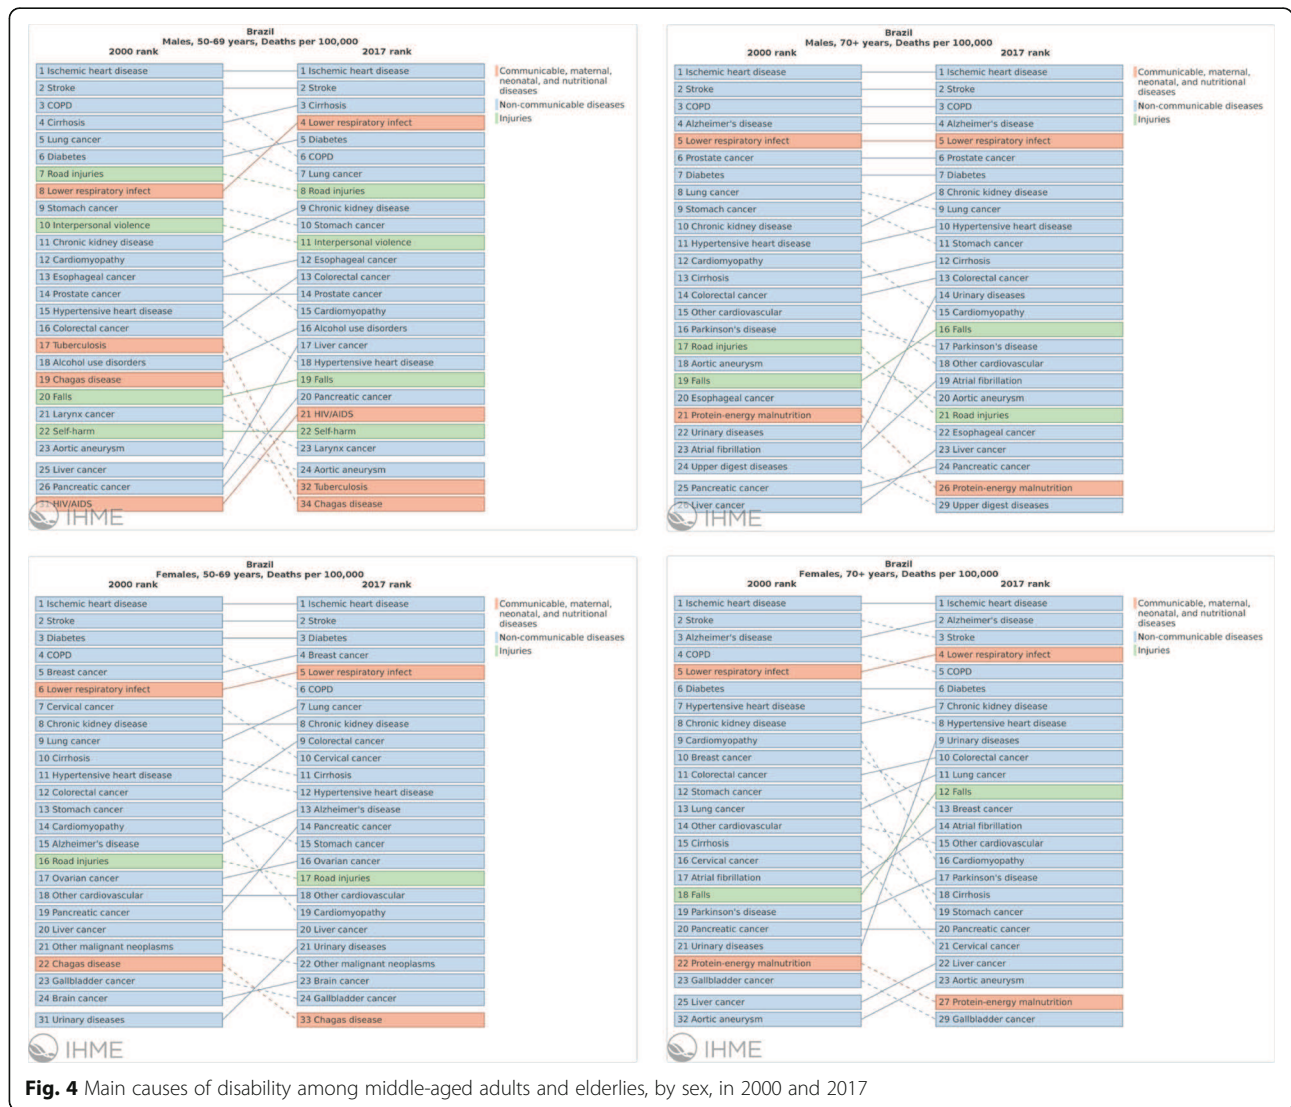 Brazil
Males, 50-69 years, Deaths per 100,000
2000 rank
2017 rank
1 Ischemic heart disease
2 Stroke
3 COPD
4 Cirrhosis
5 Lung cancer
6 Diabetes
7 Road injuries
8 Lower respiratory infect
9 Stomach cancer
10 Interpersonal violence
11 Chronic kidney disease
12 Cardiomyopathy
13 Esophageal cancer
14 Prostate cancer
15 Hypertensive heart disease
16 Colorectal cancer
17 Tuberculosis
18 Alcohol use disorders
19 Chagas disease
20 Falls
21 Larynx cancer
22 Self-harm
23 Aortic aneurysm
25 Liver cancer
26 Pancreatic cancer
31 HIV/AIDS
1 Ischemic heart disease
2 Stroke
3 Cirrhosis
4 Lower respiratory infect
5 Diabetes
6 COPD
7 Lung cancer
8 Road injuries
9 Chronic kidney disease
10 Stomach cancer
11 Interpersonal violence
12 Esophageal cancer
13 Colorectal cancer
14 Prostate cancer
15 Cardiomyopathy
16 Alcohol use disorders
17 Liver cancer
18 Hypertensive heart disease
19 Falls
20 Pancreatic cancer
21 HIV/AIDS
22 Self-harm
23 Larynx cancer
24 Aortic aneurysm
32 Tuberculosis
34 Chagas disease
Communicable, maternal,
neonatal, and nutritional
diseases
Non-communicable diseases
Injuries
IHME
Brazil
Males, 70+ years, Deaths per 100,000
2000 rank
2017 rank
1 Ischemic heart disease
2 Stroke
3 COPD
4 Alzheimer's disease
5 Lower respiratory infect
6 Prostate cancer
7 Diabetes
8 Lung cancer
9 Stomach cancer
10 Chronic kidney disease
11 Hypertensive heart disease
12 Cardiomyopathy
13 Cirrhosis
14 Colorectal cancer
15 Other cardiovascular
16 Parkinson's disease
17 Road injuries
18 Aortic aneurysm
19 Falls
20 Esophageal cancer
21 Protein-energy malnutrition
22 Urinary diseases
23 Atrial fibrillation
24 Upper digest diseases
25 Pancreatic cancer
26 Liver cancer
1 Ischemic heart disease
2 Stroke
3 COPD
4 Alzheimer's disease
5 Lower respiratory infect
6 Prostate cancer
7 Diabetes
8 Chronic kidney disease
9 Lung cancer
10 Hypertensive heart disease
11 Stomach cancer
12 Cirrhosis
13 Colorectal cancer
14 Urinary diseases
15 Cardiomyopathy
16 Falls
17 Parkinson's disease
18 Other cardiovascular
19 Atrial fibrillation
20 Aortic aneurysm
21 Road injuries
22 Esophageal cancer
23 Liver cancer
24 Pancreatic cancer
26 Protein-energy malnutrition
29 Upper digest diseases
Communicable, maternal,
neonatal, and nutritional
diseases
Non-communicable diseases
Injuries
IHME
Brazil
Females, 50-69 years, Deaths per 100,000
2000 rank
2017 rank
1 Ischemic heart disease
2 Stroke
3 Diabetes
4 COPD
5 Breast cancer
6 Lower respiratory infect
7 Cervical cancer
8 Chronic kidney disease
9 Lung cancer
10 Cirrhosis
11 Hypertensive heart disease
12 Colorectal cancer
13 Stomach cancer
14 Cardiomyopathy
15 Alzheimer's disease
16 Road injuries
17 Ovarian cancer
18 Other cardiovascular
19 Pancreatic cancer
20 Liver cancer
21 Other malignant neoplasms
22 Chagas disease
23 Gallbladder cancer
24 Brain cancer
31 Urinary diseases
1 Ischemic heart disease
2 Stroke
3 Diabetes
4 Breast cancer
5 Lower respiratory infect
6 COPD
7 Lung cancer
8 Chronic kidney disease
9 Colorectal cancer
10 Cervical cancer
11 Cirrhosis
12 Hypertensive heart disease
13 Alzheimer's disease
14 Pancreatic cancer
15 Stomach cancer
16 Ovarian cancer
17 Road injuries
18 Other cardiovascular
19 Cardiomyopathy
20 Liver cancer
21 Urinary diseases
22 Other malignant neoplasms
23 Brain cancer
24 Gallbladder cancer
33 Chagas disease
Communicable, maternal,
neonatal, and nutritional
diseases
Non-communicable diseases
Injuries
IHME
Brazil
Females, 70+ years, Deaths per 100,000
2000 rank
2017 rank
1 Ischemic heart disease
2 Stroke
3 Alzheimer's disease
4 COPD
5 Lower respiratory infect
6 Diabetes
7 Hypertensive heart disease
8 Chronic kidney disease
9 Cardiomyopathy
10 Breast cancer
11 Colorectal cancer
12 Stomach cancer
13 Lung cancer
14 Other cardiovascular
15 Cirrhosis
16 Cervical cancer
17 Atrial fibrillation
18 Falls
19 Parkinson's disease
20 Pancreatic cancer
21 Urinary diseases
22 Protein-energy malnutrition
23 Gallbladder cancer
25 Liver cancer
32 Aortic aneurysm
1 Ischemic heart disease
2 Alzheimer's disease
3 Stroke
4 Lower respiratory infect
5 COPD
6 Diabetes
7 Chronic kidney disease
8 Hypertensive heart disease
9 Urinary diseases
10 Colorectal cancer
11 Lung cancer
12 Falls
13 Breast cancer
14 Atrial fibrillation
15 Other cardiovascular
16 Cardiomyopathy
17 Parkinson's disease
18 Cirrhosis
19 Stomach cancer
20 Pancreatic cancer
21 Cervical cancer
22 Liver cancer
23 Aortic aneurysm
27 Protein-energy malnutrition
29 Gallbladder cancer
Communicable, maternal,
neonatal, and nutritional
diseases
Non-communicable diseases
Injuries
IHME
Fig. 4 Main causes of disability among middle-aged adults and elderlies, by sex, in 2000 and 2017